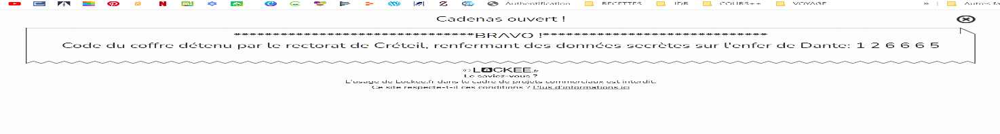 Authentification RECETTES IDB COURS++ VOYAGE » Autres fa
Cadenas ouvert !
*******************************BRAVO !*****************************
Code du coffre détenu par le rectorat de Créteil, renfermant des données secrètes sur l'enfer de Dante: 1 2 6 6 6 5
LOCKEE.fr
Le saviez-vous ?
L'usage de Lockee.fr dans le cadre de projets commerciaux est interdit.
Ce site respecte-t-il ces conditions ? Plus d'informations ici